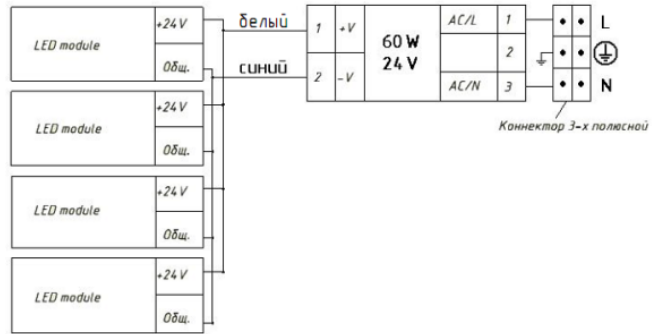 LED module
+24V
Общ.
LED module
+24V
Общ.
LED module
+24V
Общ.
LED module
+24V
Общ.
белый
синий
1 +V
2 -V
60 W
24 V
AC/L 1
2
AC/N 3
L
N
Коннектор 3-х полюсной